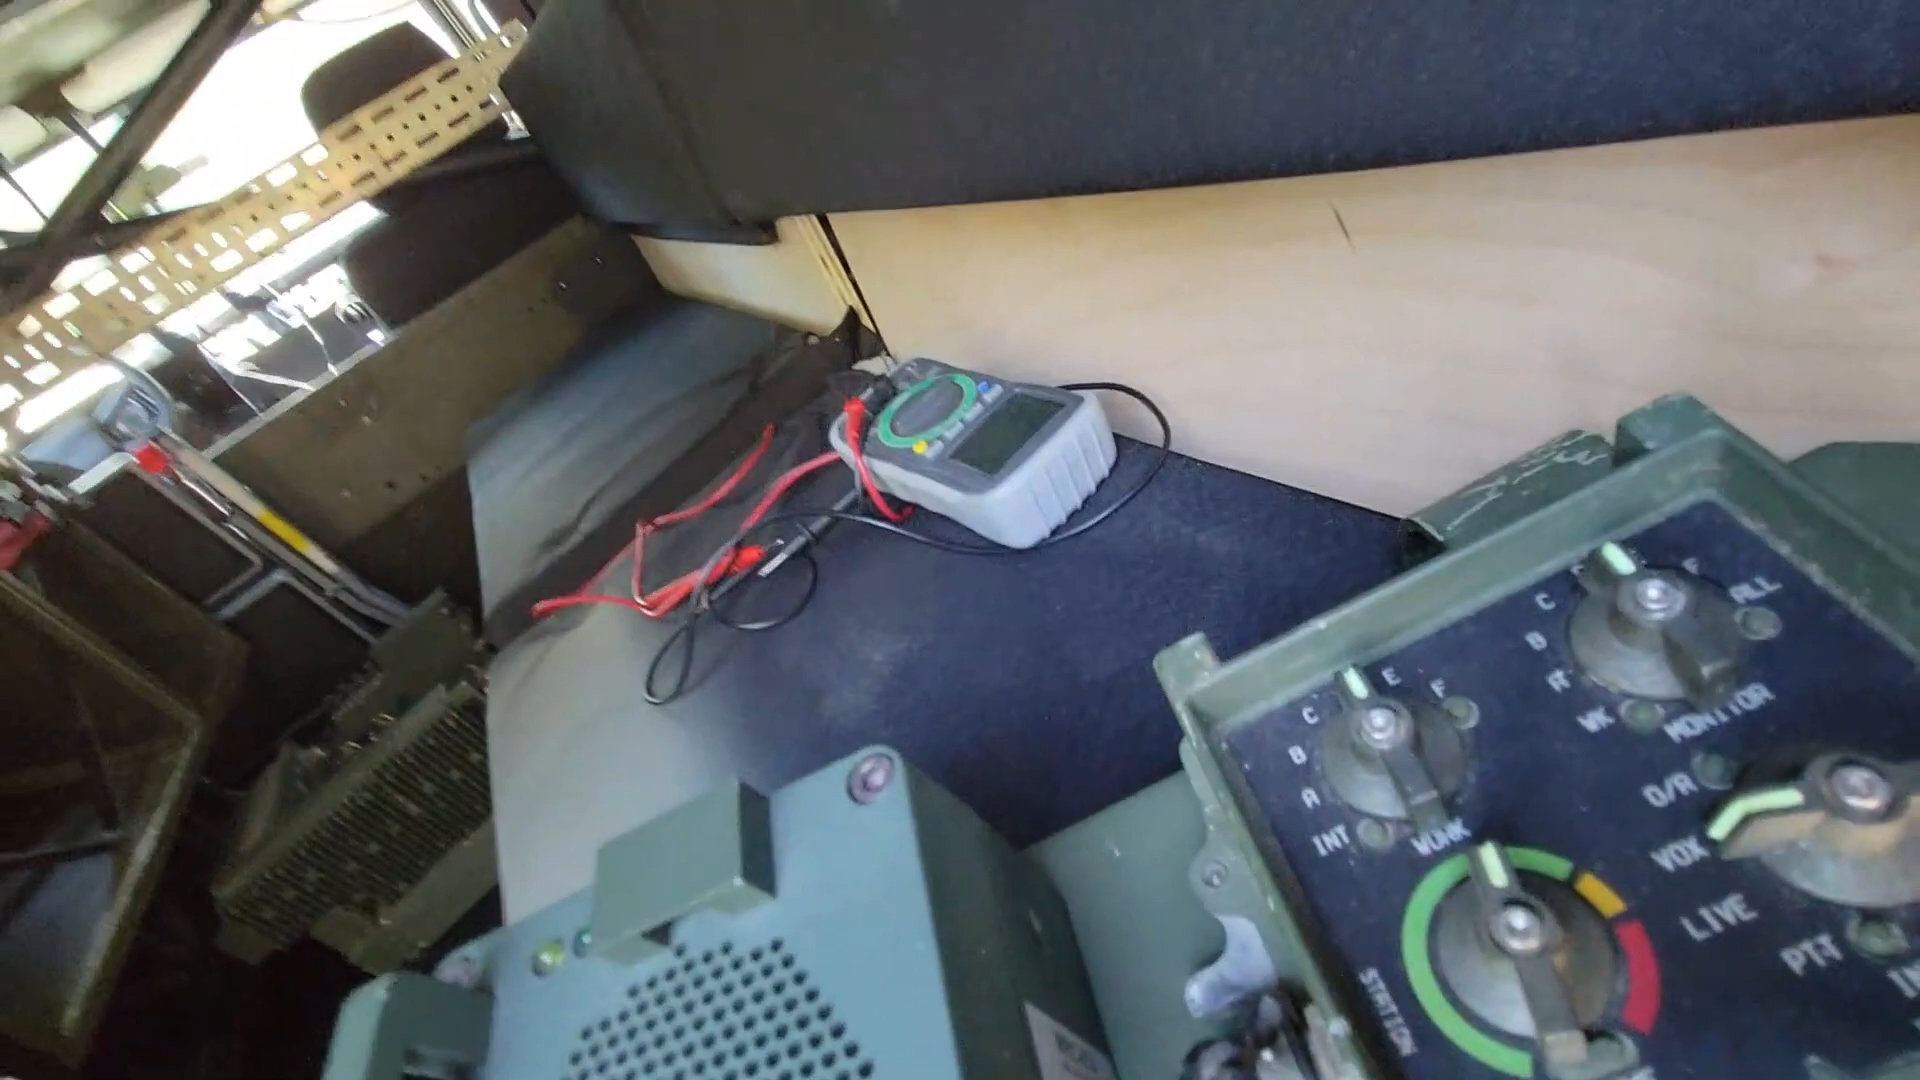 F
C
B
A
WK
ALL
MONITOR
E
F
C
B
A
INT
WORK
O/R
VOX
LIVE
PTT
STATION